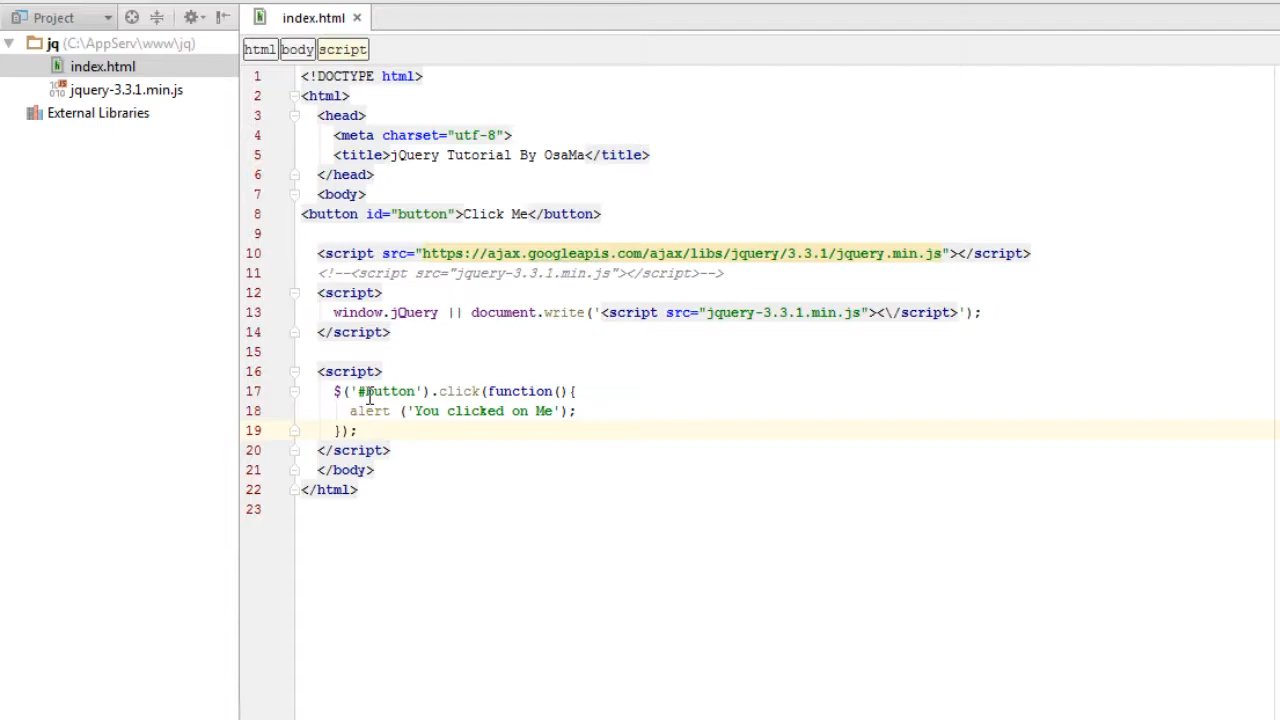 Project
index.html
jq (C:\AppServ\www\jq)
index.html
jquery-3.3.1.min.js
External Libraries
html body script
1 <!DOCTYPE html>
2 <html>
3 <head>
4 <meta charset="utf-8">
5 <title>jQuery Tutorial By OsaMa</title>
6 </head>
7 <body>
8 <button id="button">Click Me</button>
9
10 <script src="https://ajax.googleapis.com/ajax/libs/jquery/3.3.1/jquery.min.js"></script>
11 <!--<script src="jquery-3.3.1.min.js"></script>-->
12 <script>
13 window.jQuery || document.write('<script src="jquery-3.3.1.min.js"><\/script>');
14 </script>
15
16 <script>
17 $('#button').click(function(){
18 alert ('You clicked on Me');
19 });
20 </script>
21 </body>
22 </html>
23